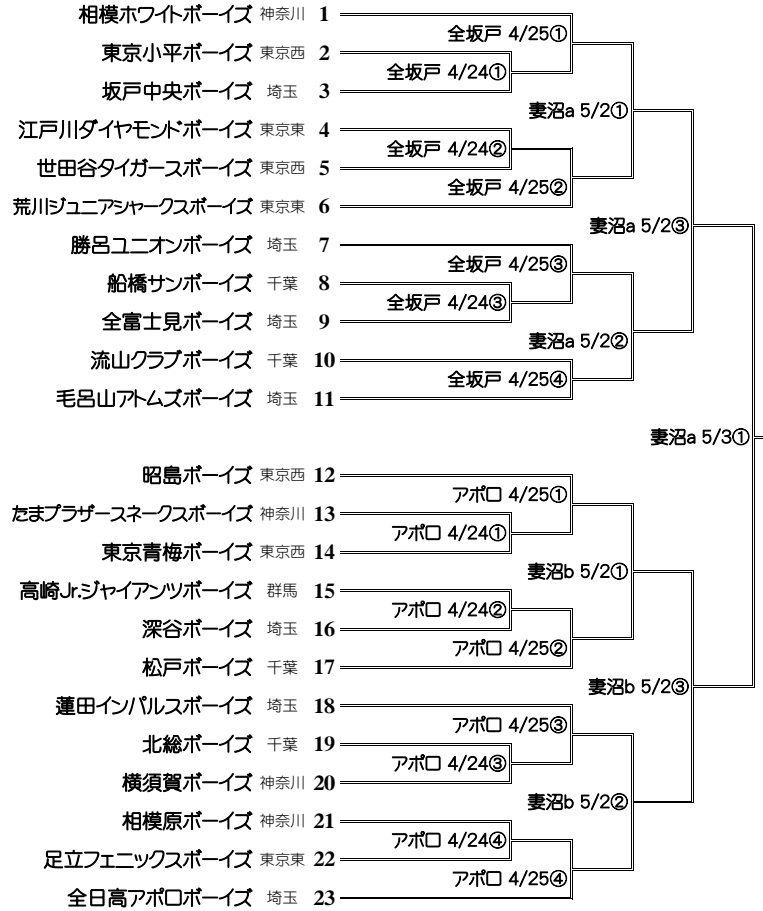 相模ホワイトボーイズ 神奈川 1
全坂戸 4/25①
東京小平ボーイズ 東京西 2
全坂戸 4/24①
坂戸中央ボーイズ 埼玉 3
妻沼a 5/2①
江戸川ダイヤモンドボーイズ 東京東 4
全坂戸 4/24②
世田谷タイガースボーイズ 東京西 5
全坂戸 4/25②
荒川ジュニアシャークスボーイズ 東京東 6
妻沼a 5/2③
勝呂ユニオンボーイズ 埼玉 7
全坂戸 4/25③
船橋サンボーイズ 千葉 8
全坂戸 4/24③
全富士見ボーイズ 埼玉 9
妻沼a 5/2②
流山クラブボーイズ 千葉 10
全坂戸 4/25④
毛呂山アトムズボーイズ 埼玉 11
妻沼a 5/3①
昭島ボーイズ 東京西 12
アポロ 4/25①
たまプラザースネークスボーイズ 神奈川 13
アポロ 4/24①
東京青梅ボーイズ 東京西 14
妻沼b 5/2①
高崎Jr.ジャイアンツボーイズ 群馬 15
アポロ 4/24②
深谷ボーイズ 埼玉 16
アポロ 4/25②
松戸ボーイズ 千葉 17
妻沼b 5/2③
蓮田インパルスボーイズ 埼玉 18
アポロ 4/25③
北総ボーイズ 千葉 19
アポロ 4/24③
横須賀ボーイズ 神奈川 20
妻沼b 5/2②
相模原ボーイズ 神奈川 21
アポロ 4/24④
足立フェニックスボーイズ 東京東 22
アポロ 4/25④
全日高アポロボーイズ 埼玉 23